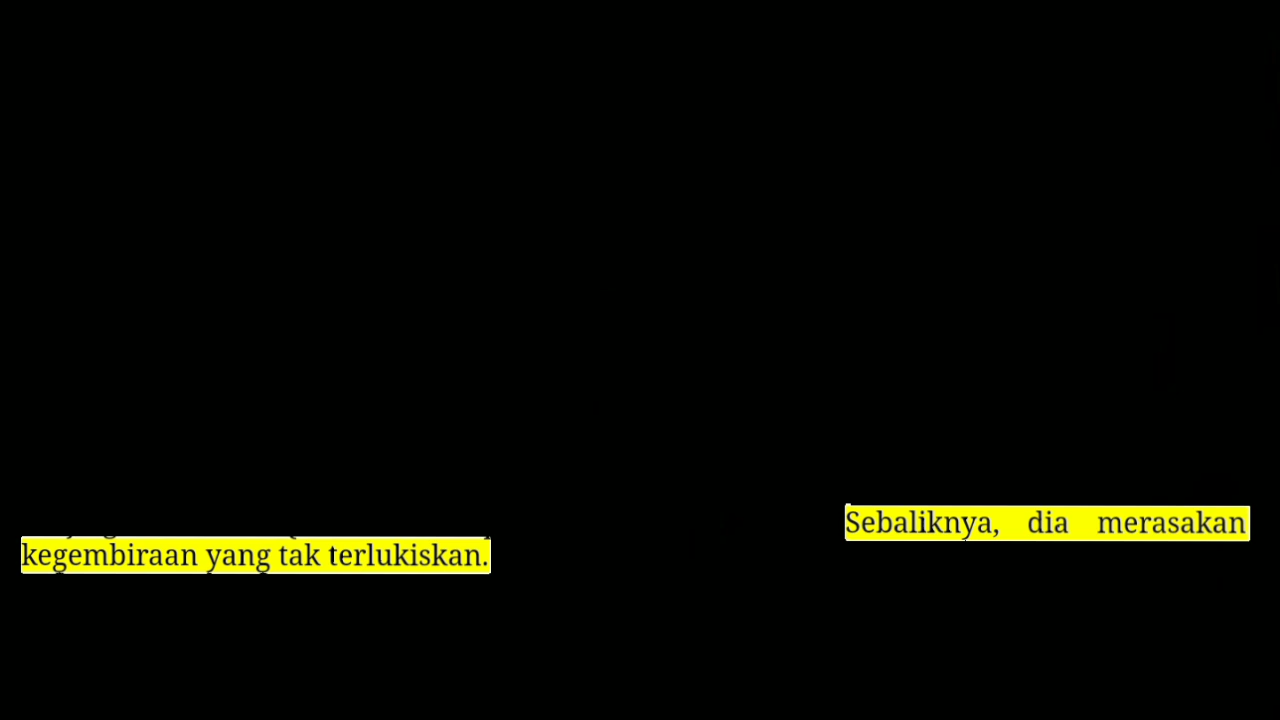 Sebaliknya, dia merasakan
kegembiraan yang tak terlukiskan.